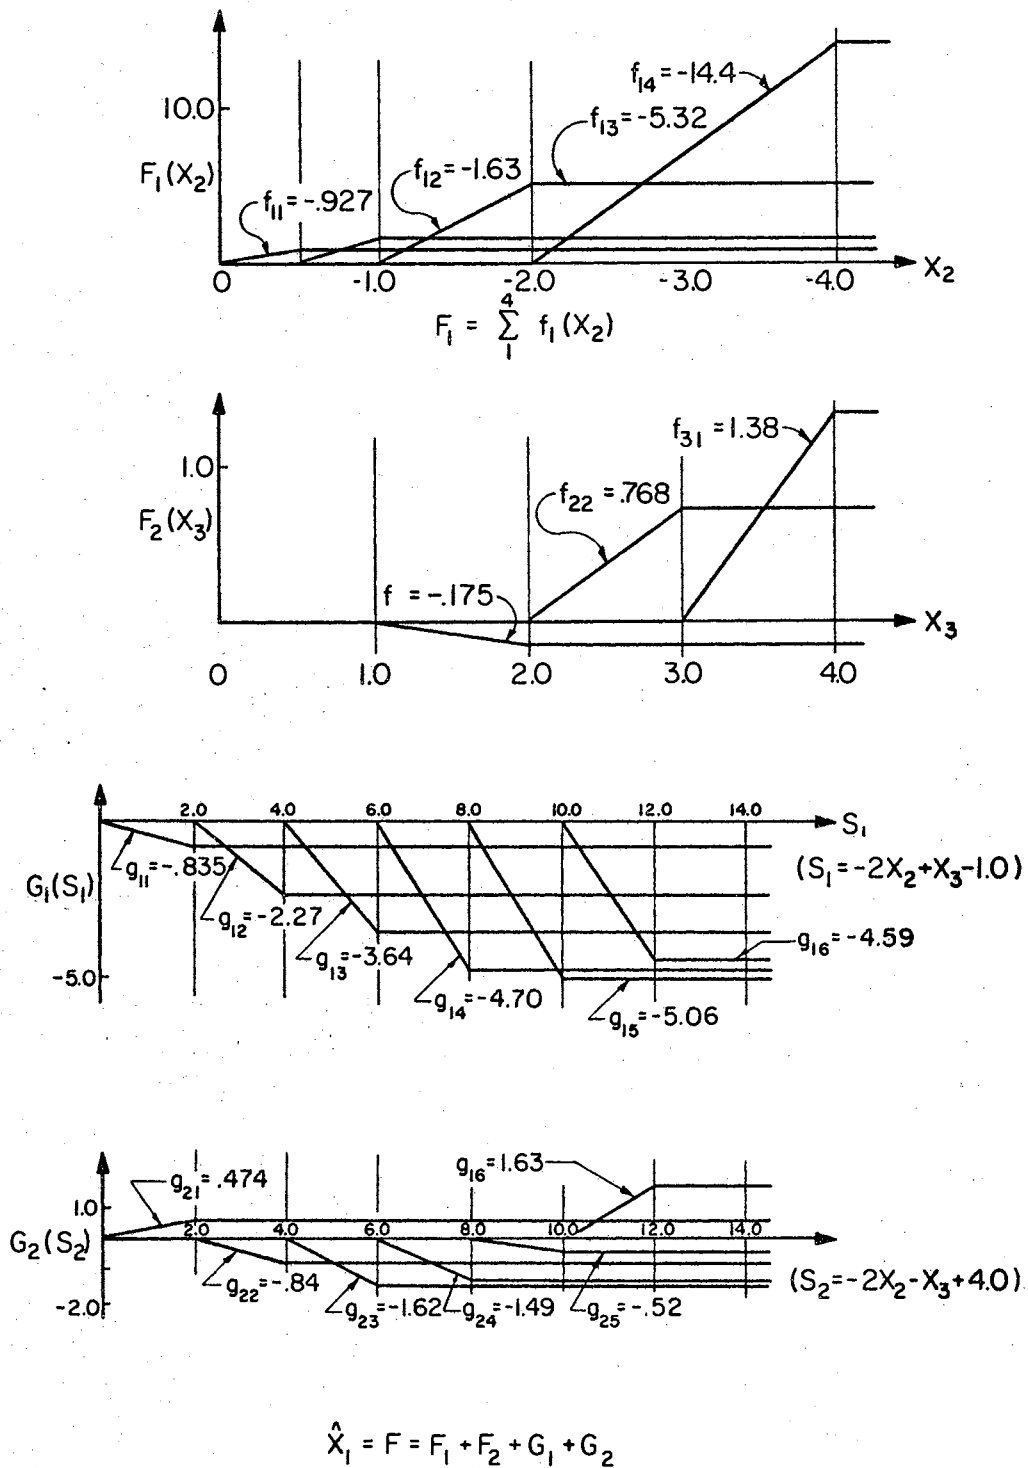 f₁₄ = -14.4
10.0
f₁₃ = -5.32
F₁(X₂)
f₁₂ = -1.63
f₁₁ = -.927
0 -1.0 -2.0 -3.0 -4.0 X₂
F₁ = 4 Σ 1 f₁(X₂)
f₃₁ = 1.38
1.0
f₂₂ = .768
F₂(X₃)
f = -.175
X₃
0 1.0 2.0 3.0 4.0
2.0 4.0 6.0 8.0 10.0 12.0 14.0 S₁
g₁₁ = -.835
(S₁ = -2X₂ + X₃ - 1.0)
G₁(S₁)
g₁₂ = -2.27
g₁₃ = -3.64
g₁₆ = -4.59
-5.0
g₁₄ = -4.70
g₁₅ = -5.06
g₁₆ = 1.63
g₂₁ = .474
1.0
2.0 4.0 6.0 8.0 10.0 12.0 14.0
G₂(S₂)
g₂₂ = -.84
(S₂ = -2X₂ - X₃ + 4.0)
-2.0
g₂₃ = -1.62 g₂₄ = -1.49 g₂₅ = -.52
X̂₁ = F = F₁ + F₂ + G₁ + G₂